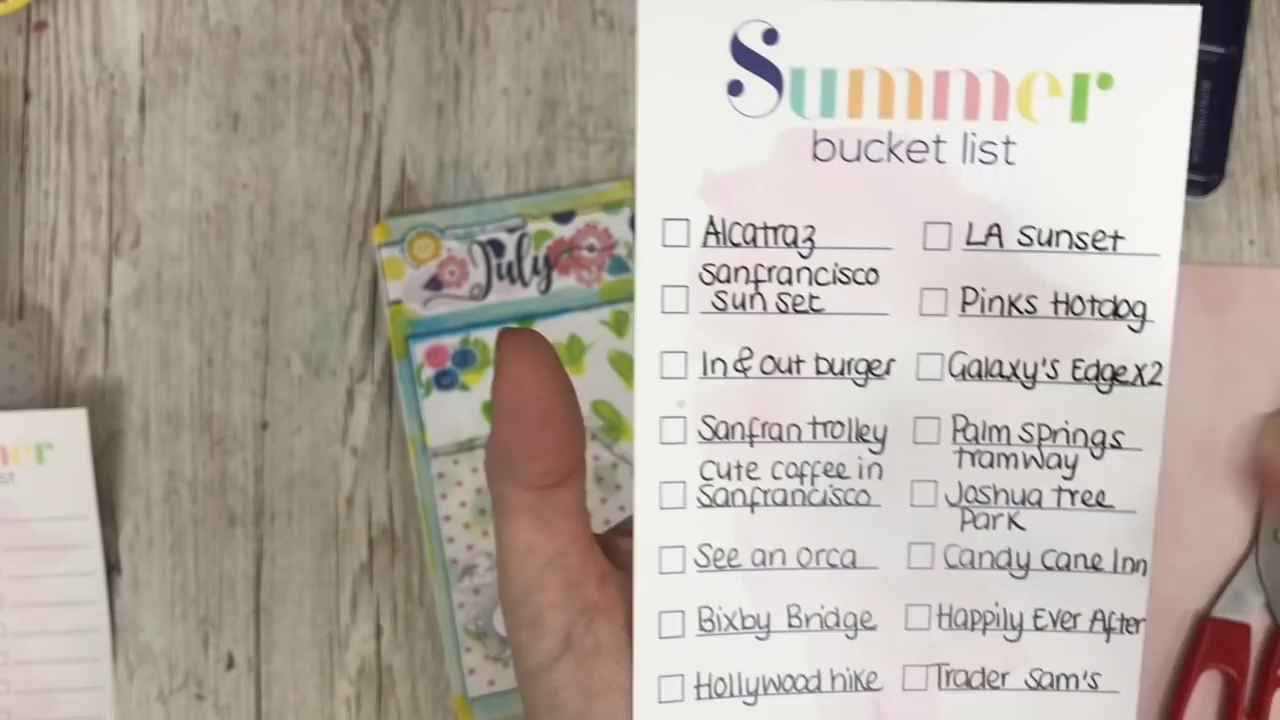 Summer
bucket list
Alcatraz
sanfrancisco
sun set
In & out burger
Sanfran trolley
cute coffee in
Sanfrancisco
See an orca
Bixby Bridge
Hollywood hike
LA sunset
Pinks Hotdog
Galaxy's Edge x2
Palm springs
tramway
Joshua tree
Park
Candy cane Inn
Happily Ever After
Trader Sam's
July
er